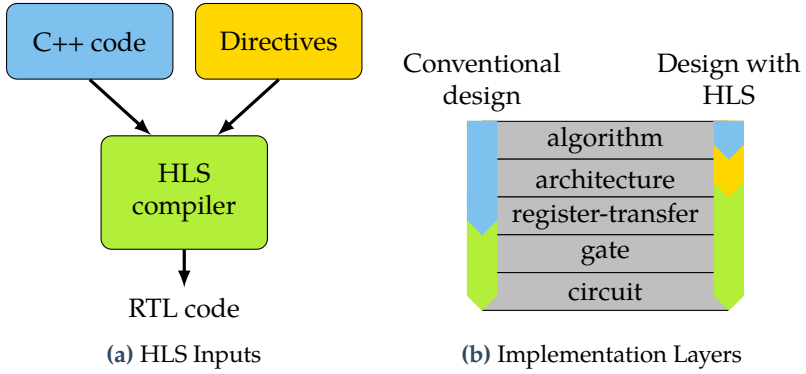 C++ code
Directives
HLS
compiler
RTL code
(a) HLS Inputs
Conventional
design
Design with
HLS
algorithm
architecture
register-transfer
gate
circuit
(b) Implementation Layers